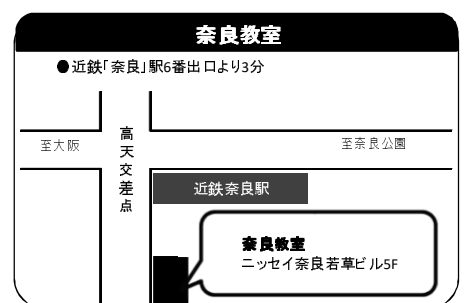 奈良教室
●近鉄「奈良」駅6番出口より3分
高天交差点
至大阪
至奈良公園
近鉄奈良駅
奈良教室
ニッセイ奈良若草ビル5F